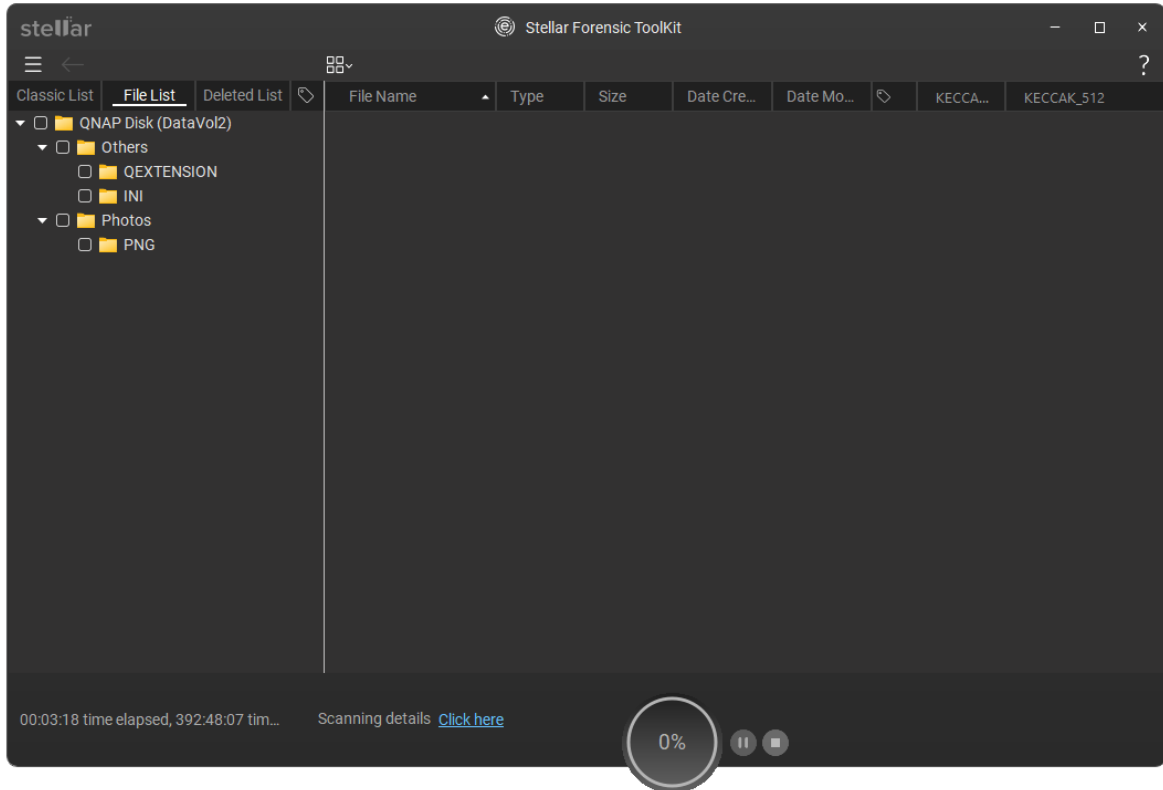 stellar
Stellar Forensic ToolKit
?
Classic List File List Deleted List
File Name Type Size Date Cre... Date Mo... KECCA... KECCAK_512
QNAP Disk (DataVol2)
Others
QEXTENSION
INI
Photos
PNG
00:03:18 time elapsed, 392:48:07 tim... Scanning details Click here
0%